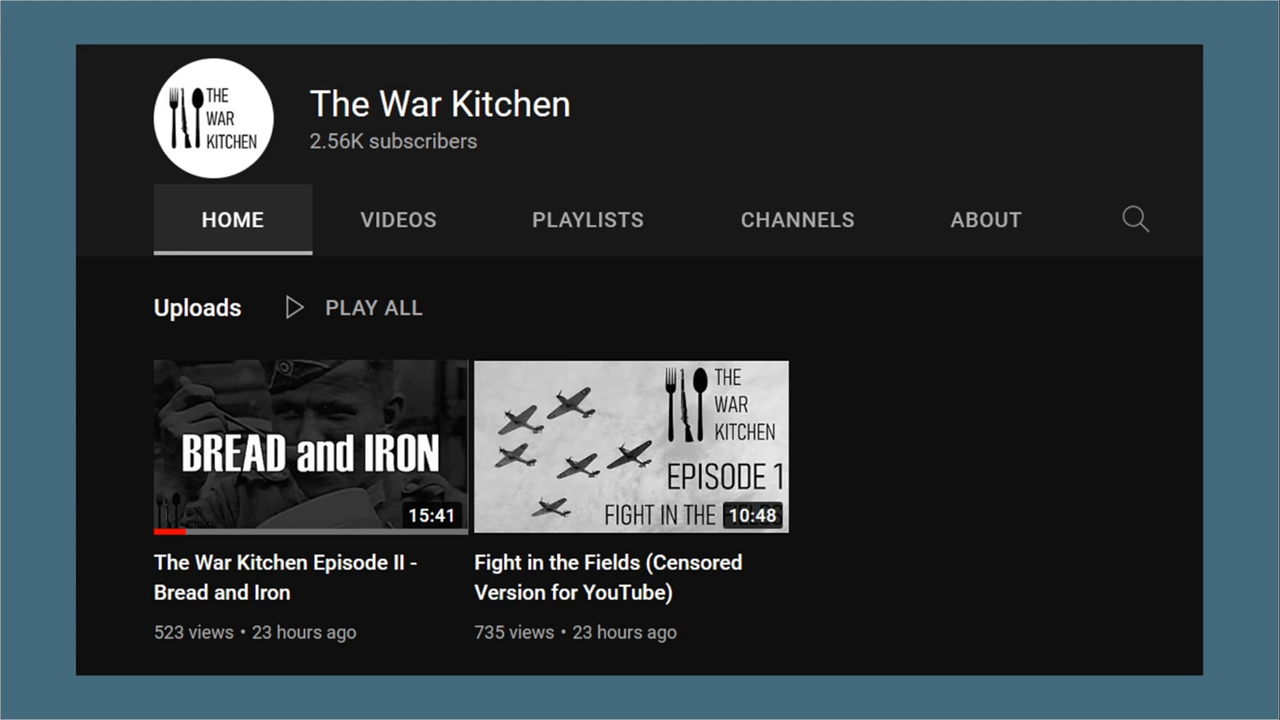 THE
WAR
KITCHEN
The War Kitchen
2.56K subscribers
HOME VIDEOS PLAYLISTS CHANNELS ABOUT
Uploads PLAY ALL
BREAD and IRON
15:41
THE
WAR
KITCHEN
EPISODE 1
FIGHT IN THE
10:48
The War Kitchen Episode II -
Bread and Iron
523 views • 23 hours ago
Fight in the Fields (Censored
Version for YouTube)
735 views • 23 hours ago